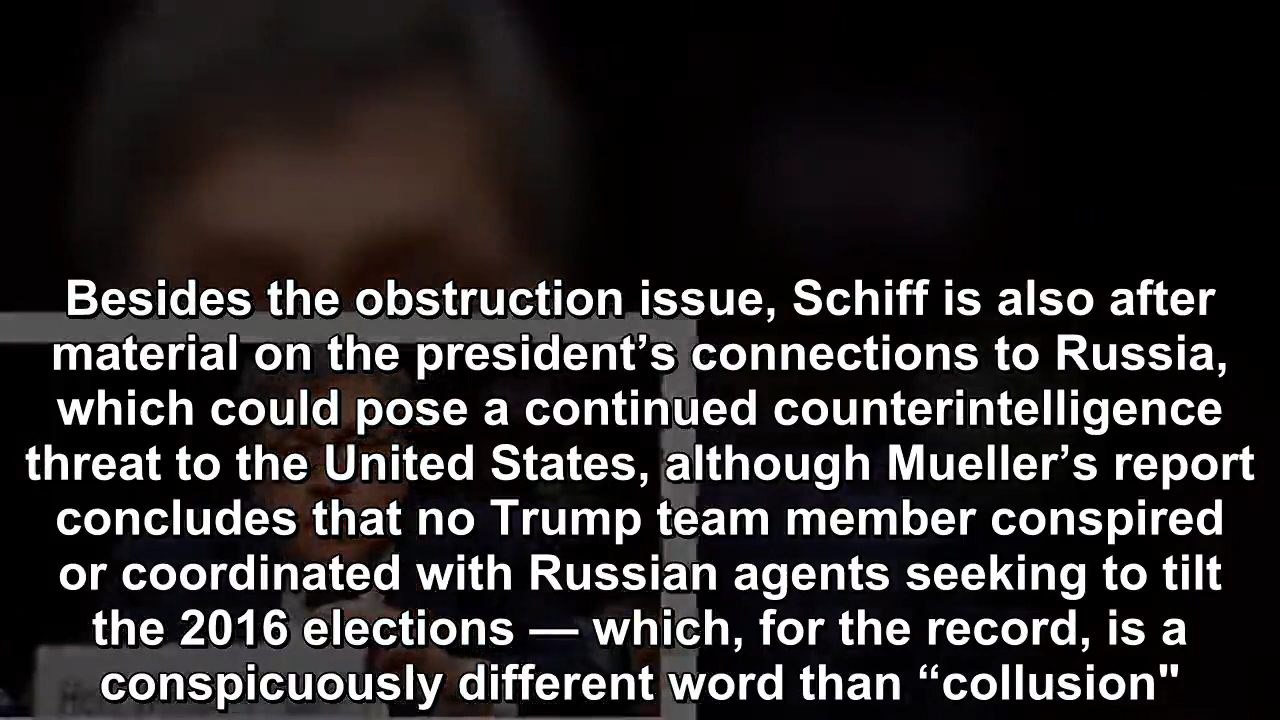 Besides the obstruction issue, Schiff is also after
material on the president’s connections to Russia,
which could pose a continued counterintelligence
threat to the United States, although Mueller’s report
concludes that no Trump team member conspired
or coordinated with Russian agents seeking to tilt
the 2016 elections — which, for the record, is a
conspicuously different word than “collusion"